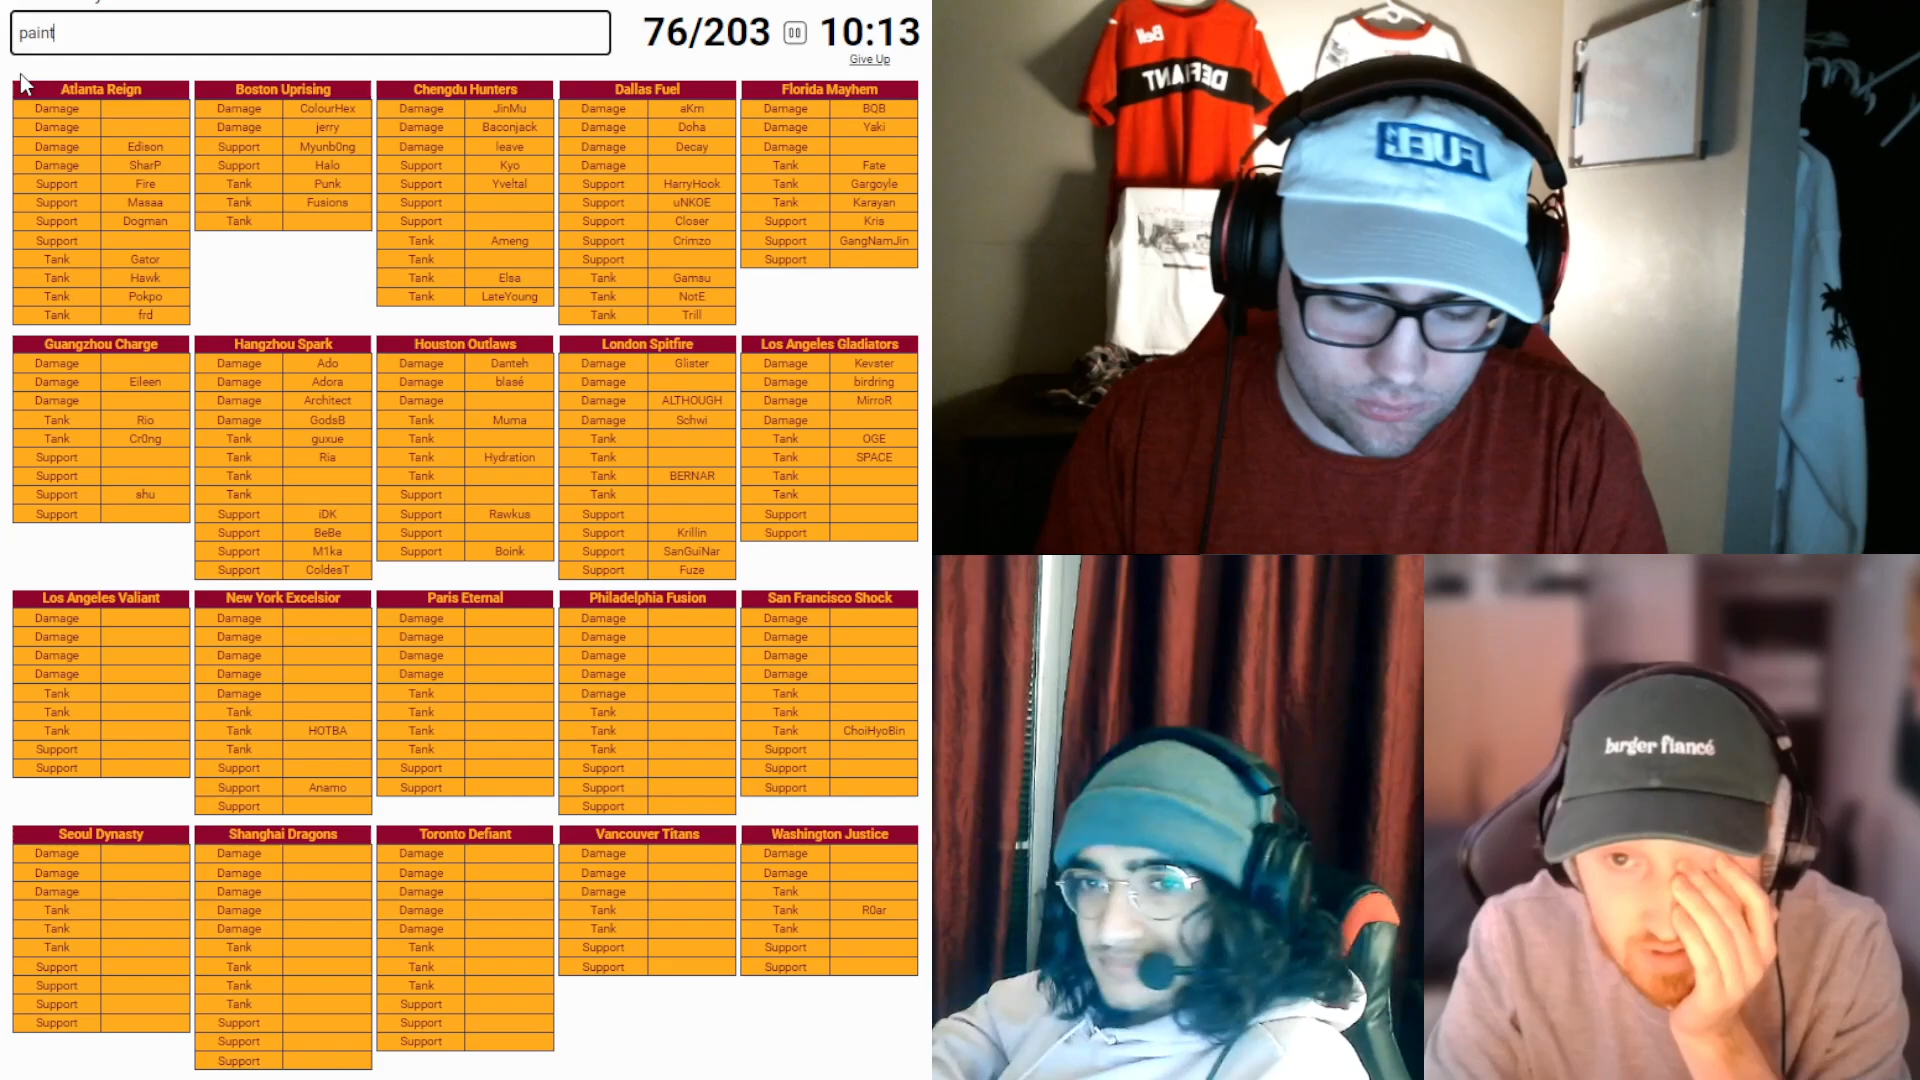 paint
76/203
10:13
Give Up
Atlanta Reign
Damage
Damage
Damage Edison
Damage SharP
Support Fire
Support Masaa
Support Dogman
Support
Tank Gator
Tank Hawk
Tank Pokpo
Tank frd
Boston Uprising
Damage ColourHex
Damage jerry
Support Myunb0ng
Support Halo
Tank Punk
Tank Fusions
Tank
Chengdu Hunters
Damage JinMu
Damage Baconjack
Damage leave
Support Kyo
Support Yveltal
Support
Support
Tank Ameng
Tank
Tank Elsa
Tank LateYoung
Dallas Fuel
Damage aKm
Damage Doha
Damage Decay
Damage
Support HarryHook
Support uNKOE
Support Closer
Support Crimzo
Support
Tank Gamsu
Tank NotE
Tank Trill
Florida Mayhem
Damage BQB
Damage Yaki
Damage
Tank Fate
Tank Gargoyle
Tank Karayan
Support Kris
Support GangNamJin
Support
Guangzhou Charge
Damage
Damage Eileen
Damage
Tank Rio
Tank Cr0ng
Support
Support
Support shu
Support
Hangzhou Spark
Damage Ado
Damage Adora
Damage Architect
Damage GodsB
Tank guxue
Tank Ria
Tank
Tank
Support iDK
Support BeBe
Support M1ka
Support ColdesT
Houston Outlaws
Damage Danteh
Damage blasé
Damage
Tank Muma
Tank
Tank Hydration
Tank
Support
Support Rawkus
Support
Support Boink
London Spitfire
Damage Glister
Damage
Damage ALTHOUGH
Damage Schwi
Tank
Tank
Tank BERNAR
Tank
Support
Support Krillin
Support SanGuiNar
Support Fuze
Los Angeles Gladiators
Damage Kevster
Damage birdring
Damage MirroR
Damage
Tank OGE
Tank SPACE
Tank
Tank
Support
Support
Los Angeles Valiant
Damage
Damage
Damage
Damage
Tank
Tank
Tank
Support
Support
New York Excelsior
Damage
Damage
Damage
Damage
Damage
Tank
Tank HOTBA
Tank
Support
Support Anamo
Support
Paris Eternal
Damage
Damage
Damage
Damage
Tank
Tank
Tank
Tank
Support
Support
Philadelphia Fusion
Damage
Damage
Damage
Damage
Damage
Tank
Tank
Tank
Support
Support
Support
San Francisco Shock
Damage
Damage
Damage
Damage
Tank
Tank
Tank ChoiHyoBin
Support
Support
Support
Seoul Dynasty
Damage
Damage
Damage
Tank
Tank
Tank
Support
Support
Support
Support
Shanghai Dragons
Damage
Damage
Damage
Damage
Damage
Tank
Tank
Tank
Tank
Support
Support
Support
Toronto Defiant
Damage
Damage
Damage
Damage
Damage
Tank
Tank
Tank
Support
Support
Support
Vancouver Titans
Damage
Damage
Damage
Tank
Tank
Support
Support
Washington Justice
Damage
Damage
Tank
Tank R0ar
Tank
Support
Support
Bell
DEFIANT
FUEL
burger fiancé